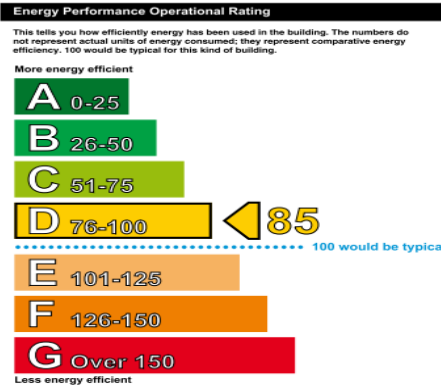 Energy Performance Operational Rating
This tells you how efficiently energy has been used in the building. The numbers do
not represent actual units of energy consumed; they represent comparative energy
efficiency. 100 would be typical for this kind of building.
More energy efficient
A 0-25
B 26-50
C 51-75
D 76-100 85
100 would be typica
E 101-125
F 126-150
G Over 150
Less energy efficient